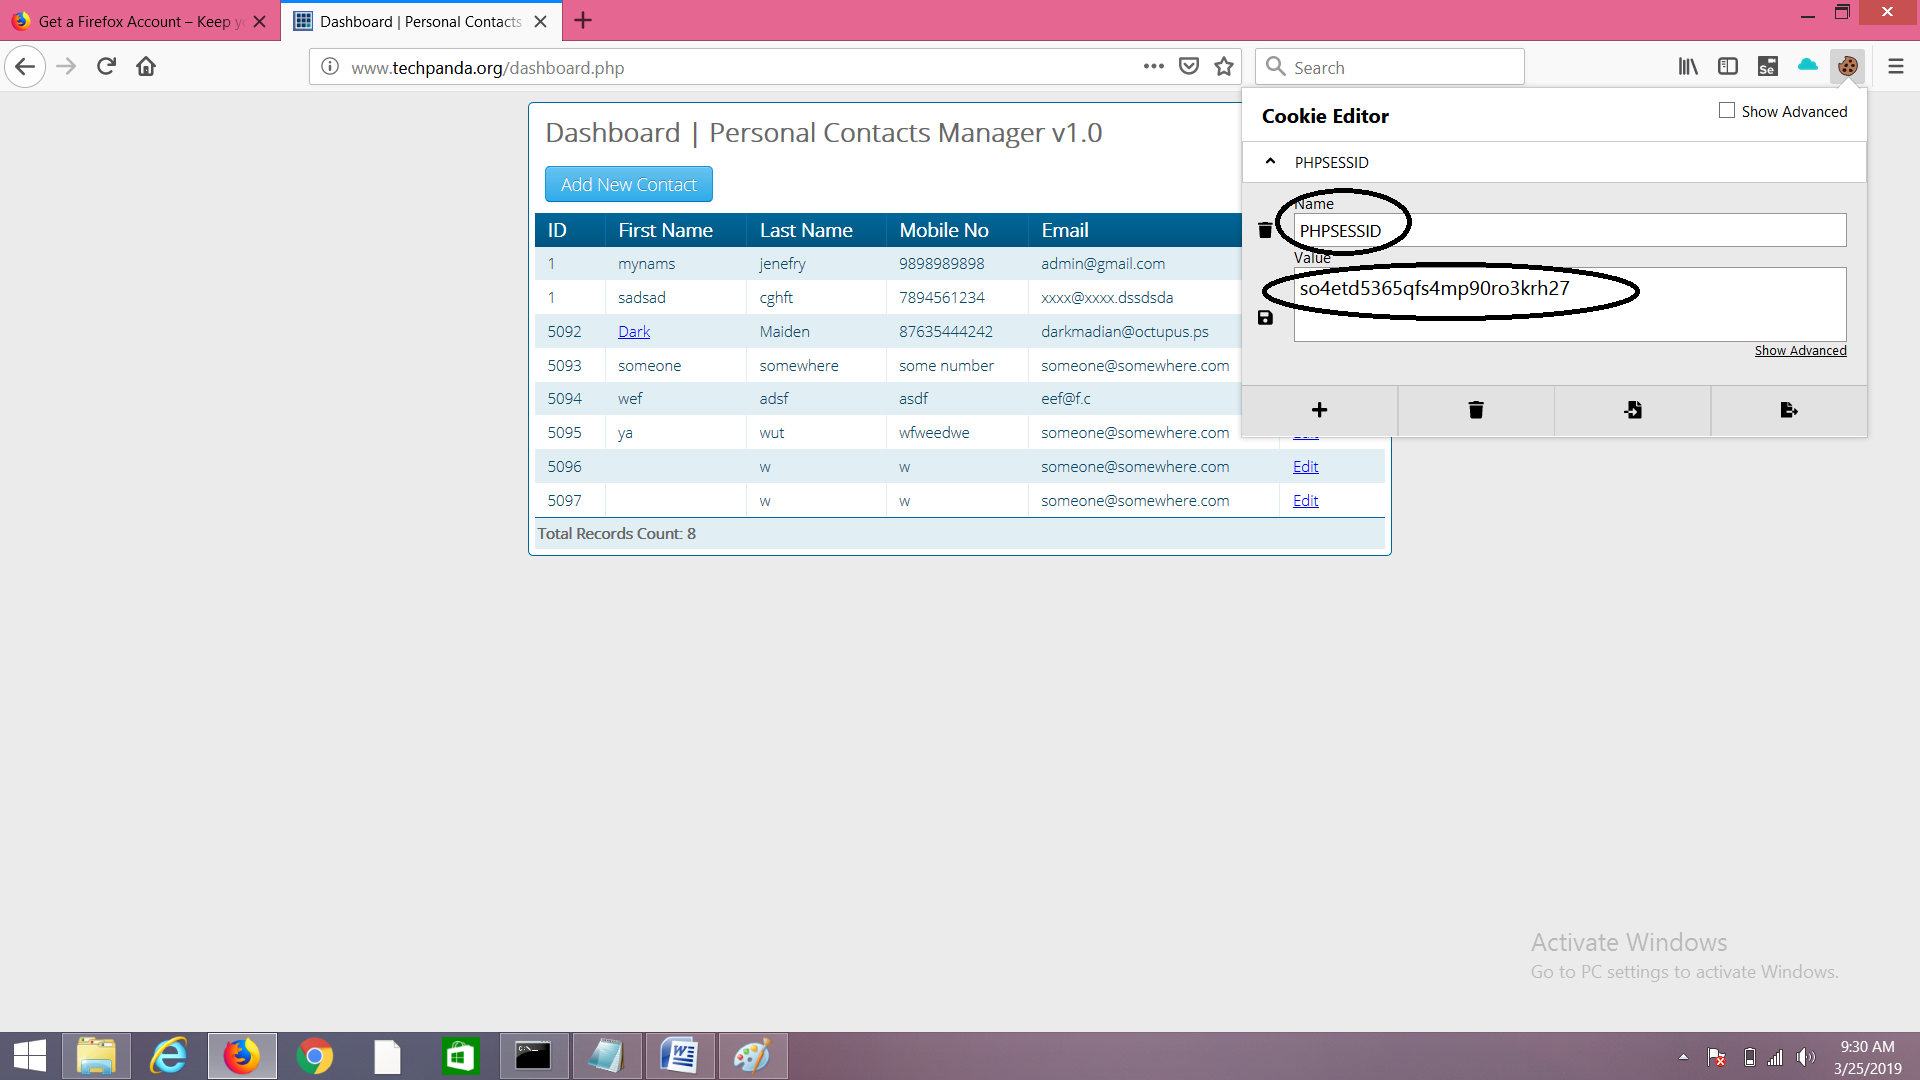 Get a Firefox Account – Keep y
Dashboard | Personal Contacts
www.techpanda.org/dashboard.php
Search
Se
Cookie Editor
Show Advanced
PHPSESSID
Name
PHPSESSID
Value
so4etd5365qfs4mp90ro3krh27
Show Advanced
Dashboard | Personal Contacts Manager v1.0
Add New Contact
ID First Name Last Name Mobile No Email
1 mynams jenefry 9898989898 admin@gmail.com
1 sadsad cghft 7894561234 xxxx@xxxx.dssdsda
5092 Dark Maiden 87635444242 darkmadian@octupus.ps
5093 someone somewhere some number someone@somewhere.com
5094 wef adsf asdf eef@f.c
5095 ya wut wfweedwe someone@somewhere.com
5096 w w someone@somewhere.com Edit
5097 w w someone@somewhere.com Edit
Total Records Count: 8
Activate Windows
Go to PC settings to activate Windows.
9:30 AM
3/25/2019